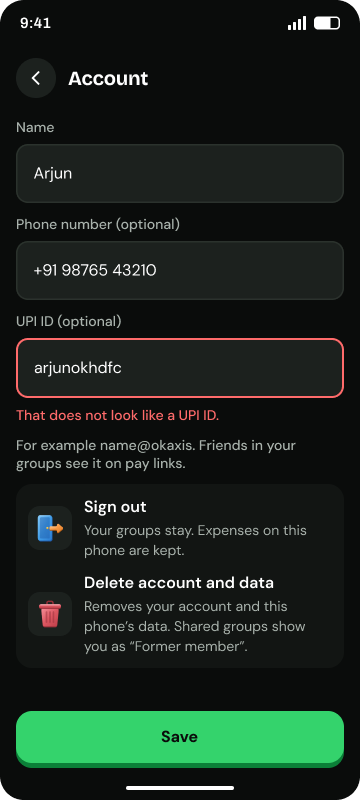 9:41
Account
Name
Arjun
Phone number (optional)
+91 98765 43210
UPI ID (optional)
arjunokhdfc
That does not look like a UPI ID.
For example name@okaxis. Friends in your
groups see it on pay links.
Sign out
Your groups stay. Expenses on this
phone are kept.
Delete account and data
Removes your account and this
phone’s data. Shared groups show
you as “Former member”.
Save